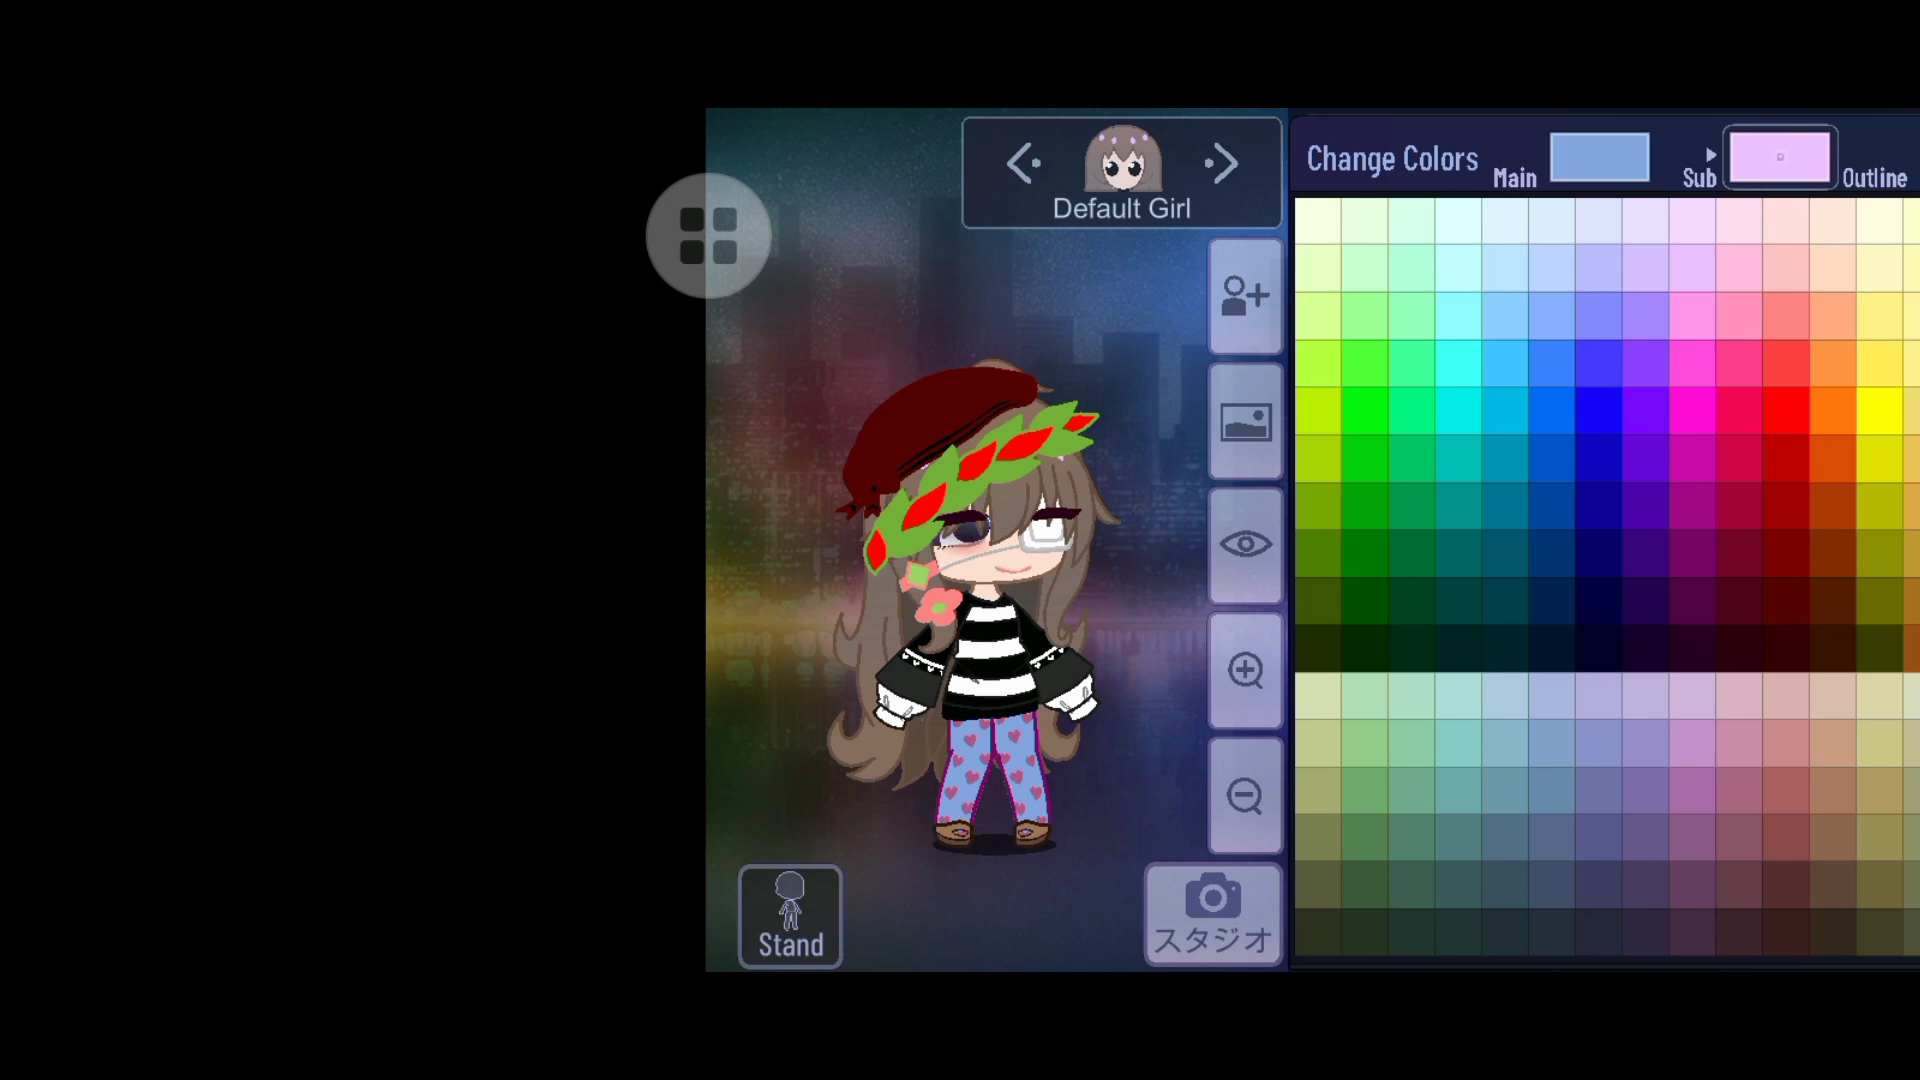 Default Girl
Change Colors
Main
Sub
Outline
Stand
スタジオ